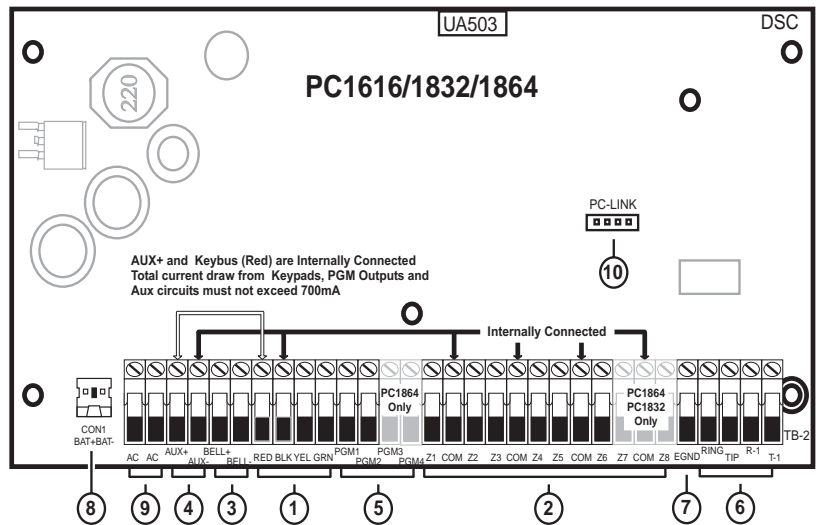 UA503
DSC
220
PC1616/1832/1864
PC-LINK
10
AUX+ and Keybus (Red) are Internally Connected
Total current draw from Keypads, PGM Outputs and
Aux circuits must not exceed 700mA
Internally Connected
PC1864
Only
PC1864
PC1832
Only
CON1
BAT+BAT-
TB-2
AC AC AUX+ AUX- BELL+ BELL- RED BLK YEL GRN PGM1 PGM2 PGM3 PGM4 Z1 COM Z2 Z3 COM Z4 Z5 COM Z6 Z7 COM Z8 EGND RING TIP R-1 T-1
8 9 4 3 1 5 2 7 6